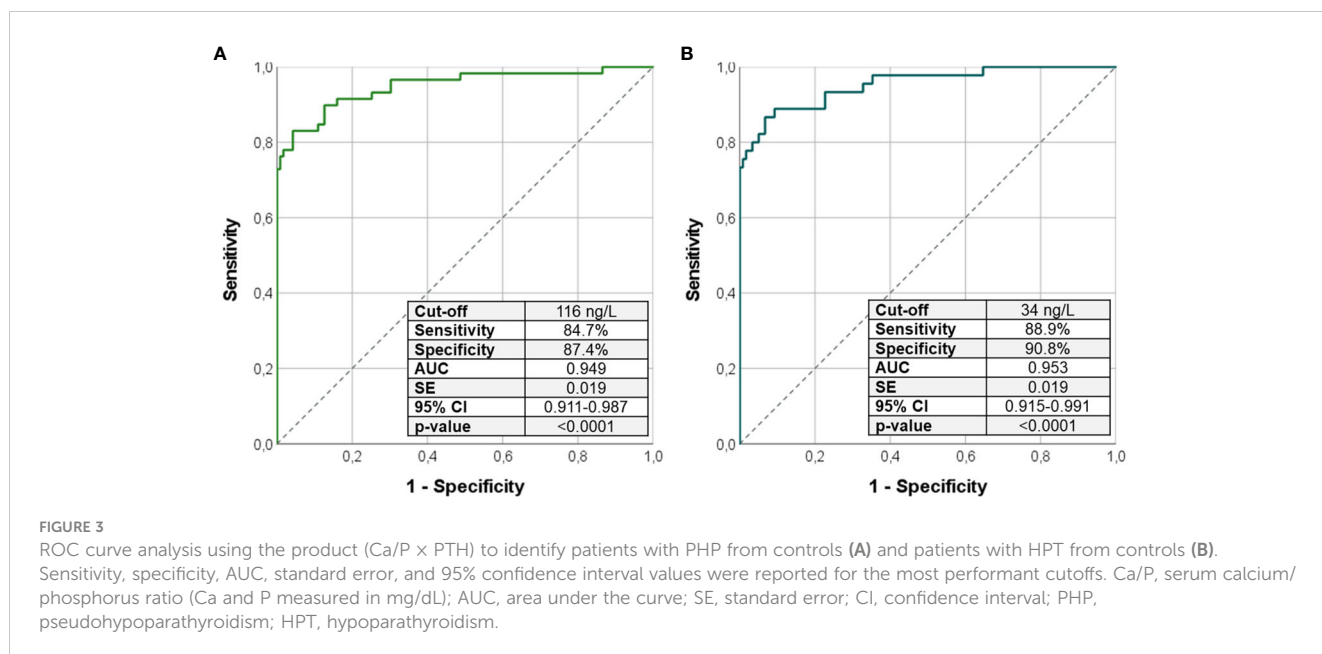 A
1,0
0,8
0,6
0,4
0,2
0,0
Sensitivity
0,2 0,4 0,6 0,8 1,0
1 - Specificity
Cut-off 116 ng/L
Sensitivity 84.7%
Specificity 87.4%
AUC 0.949
SE 0.019
95% CI 0.911-0.987
p-value <0.0001
B
1,0
0,8
0,6
0,4
0,2
0,0
Sensitivity
0,2 0,4 0,6 0,8 1,0
1 - Specificity
Cut-off 34 ng/L
Sensitivity 88.9%
Specificity 90.8%
AUC 0.953
SE 0.019
95% CI 0.915-0.991
p-value <0.0001
FIGURE 3
ROC curve analysis using the product (Ca/P × PTH) to identify patients with PHP from controls (A) and patients with HPT from controls (B).
Sensitivity, specificity, AUC, standard error, and 95% confidence interval values were reported for the most performant cutoffs. Ca/P, serum calcium/
phosphorus ratio (Ca and P measured in mg/dL); AUC, area under the curve; SE, standard error; CI, confidence interval; PHP,
pseudohypoparathyroidism; HPT, hypoparathyroidism.